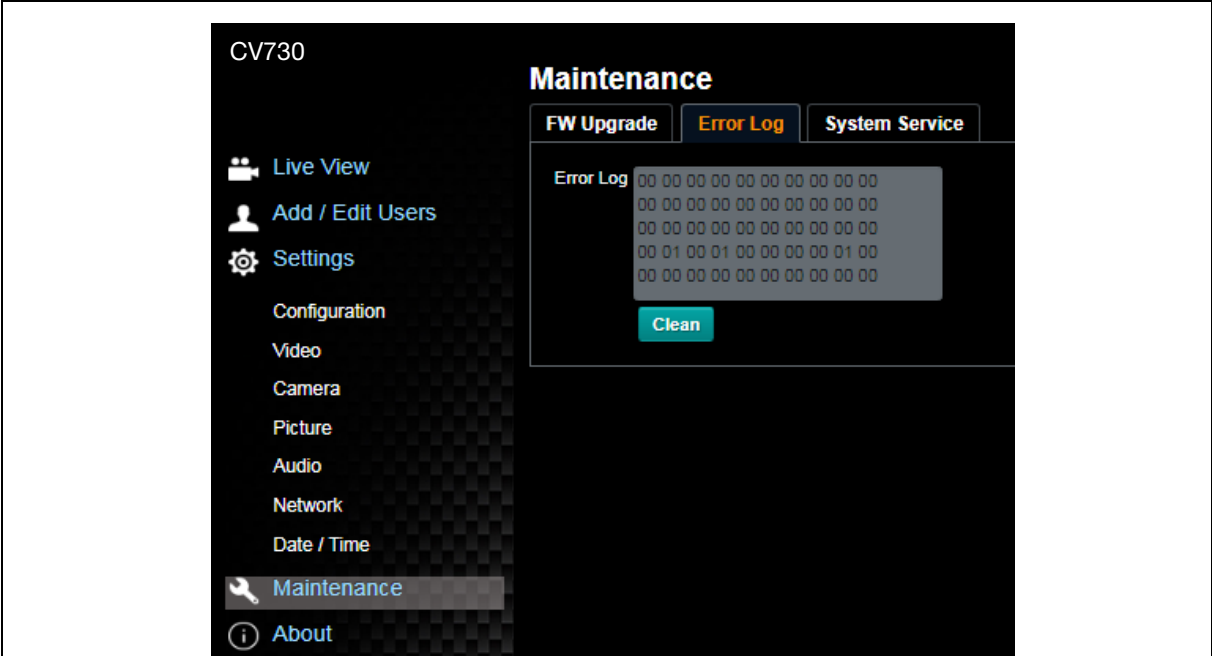 CV730
Maintenance
FW Upgrade Error Log System Service
Live View
Add / Edit Users
Settings
Configuration
Video
Camera
Picture
Audio
Network
Date / Time
Maintenance
About
Error Log
00 00 00 00 00 00 00 00 00 00
00 00 00 00 00 00 00 00 00 00
00 00 00 00 00 00 00 00 00 00
00 01 00 01 00 00 00 00 01 00
00 00 00 00 00 00 00 00 00 00
Clean